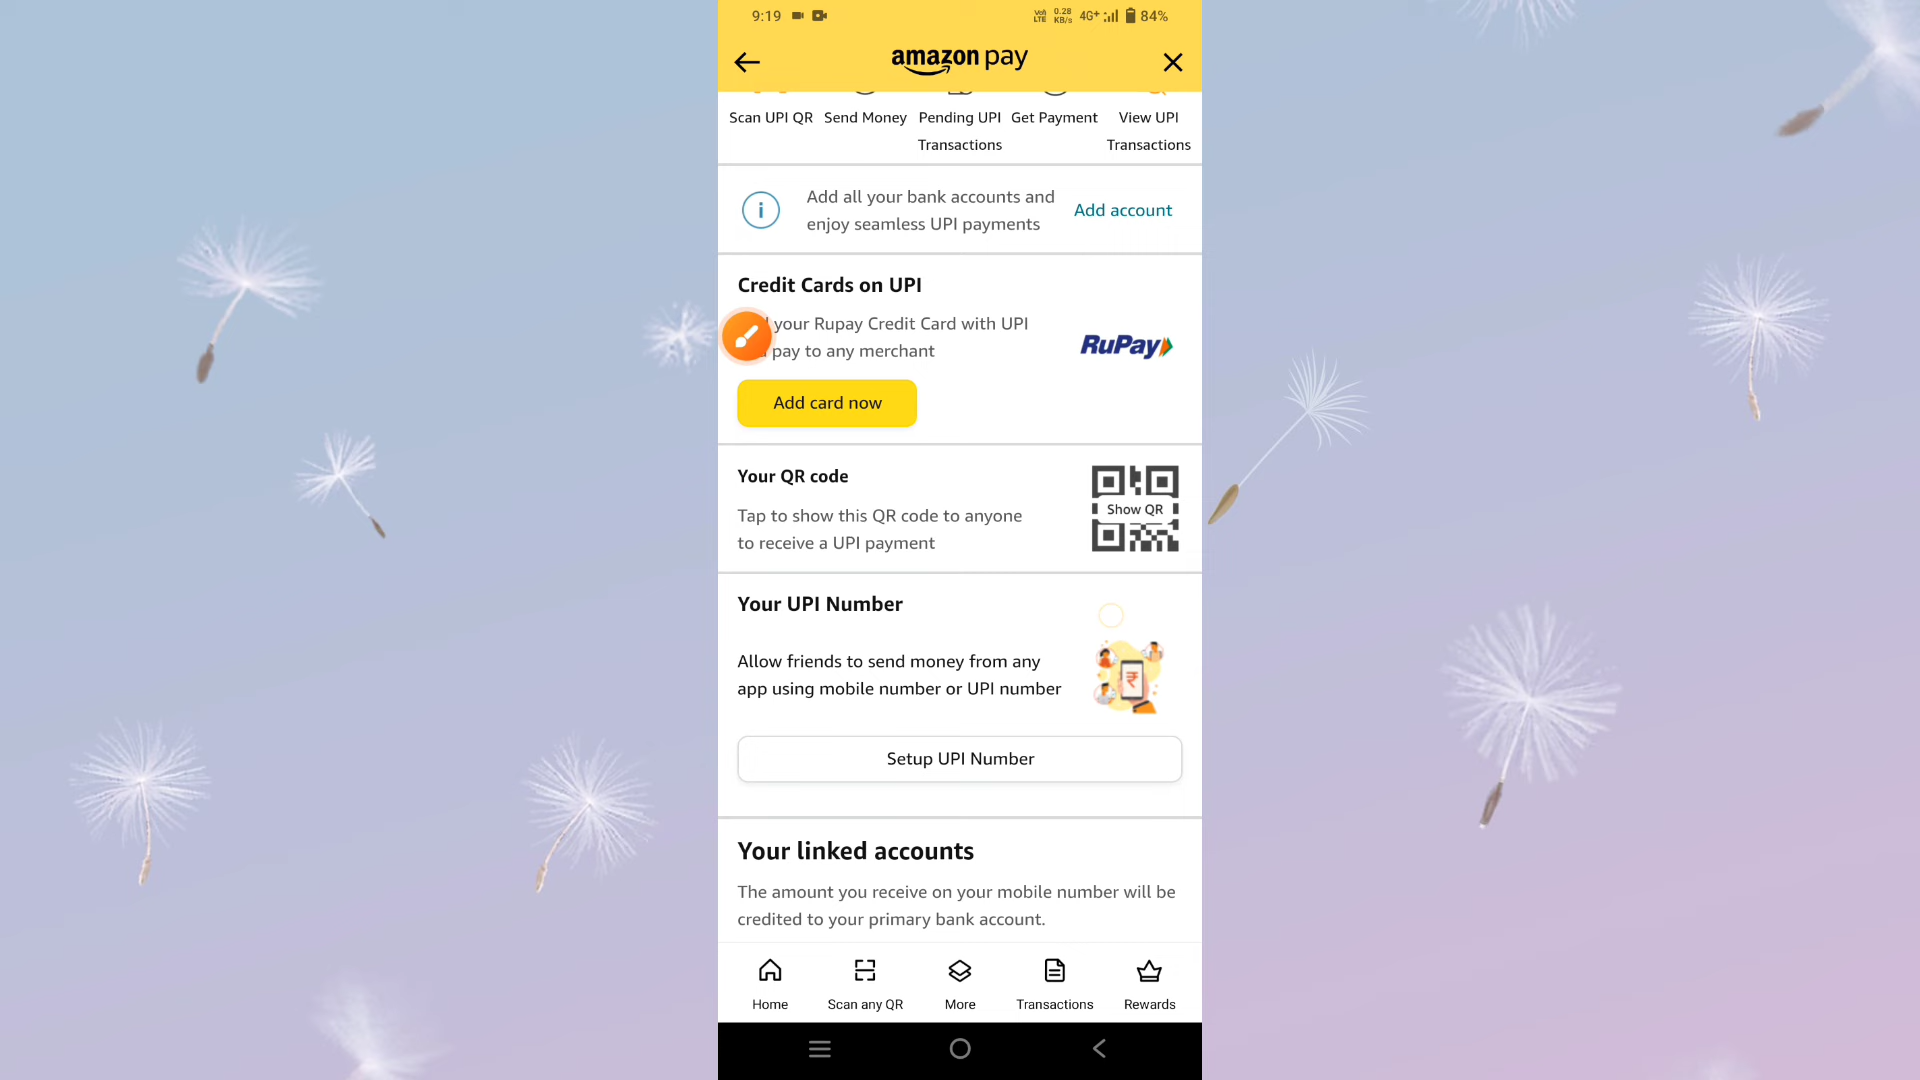 9:19
VoLTE 0.28 KB/s 4G+ 84%
amazon pay
Scan UPI QR Send Money Pending UPI Transactions Get Payment View UPI Transactions
Add all your bank accounts and
enjoy seamless UPI payments
Add account
Credit Cards on UPI
your Rupay Credit Card with UPI
pay to any merchant
RuPay
Add card now
Your QR code
Tap to show this QR code to anyone
to receive a UPI payment
Show QR
Your UPI Number
Allow friends to send money from any
app using mobile number or UPI number
Setup UPI Number
Your linked accounts
The amount you receive on your mobile number will be
credited to your primary bank account.
Home Scan any QR More Transactions Rewards